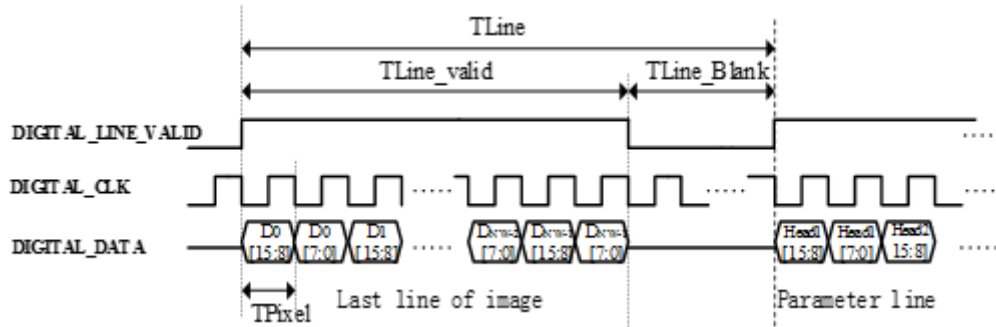 TLine
TLine_valid TLine_Blank
DIGITAL_LINE_VALID
DIGITAL_CLK
DIGITAL_DATA
D0 [15:8]
D0 [7:0]
D1 [15:8]
[7:0]
[15:8]
[7:0]
Head1 [15:8]
Head1 [7:0]
Head2 15:8]
TPixel
Last line of image
Parameter line